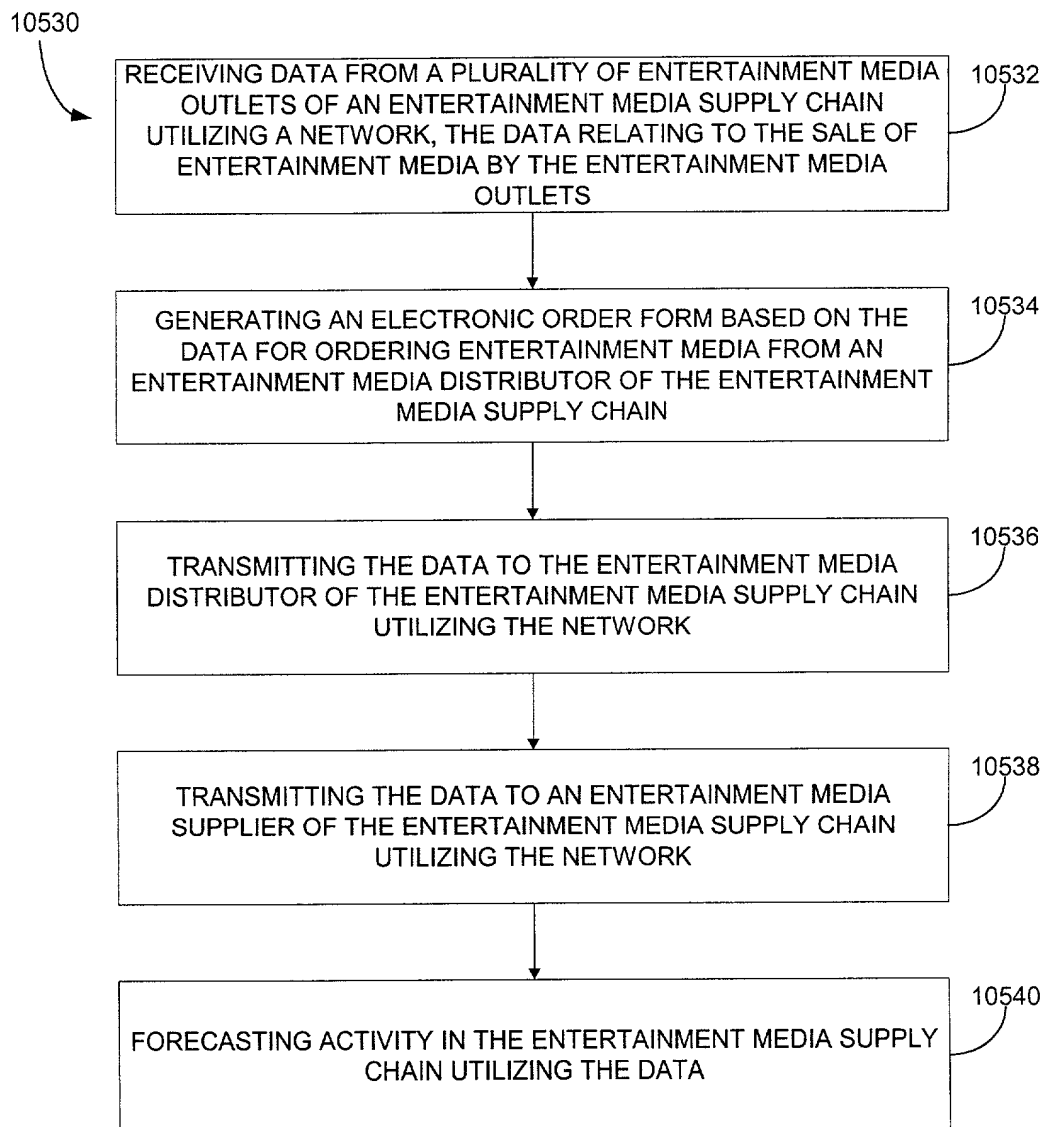 10530
RECEIVING DATA FROM A PLURALITY OF ENTERTAINMENT MEDIA
OUTLETS OF AN ENTERTAINMENT MEDIA SUPPLY CHAIN
UTILIZING A NETWORK, THE DATA RELATING TO THE SALE OF
ENTERTAINMENT MEDIA BY THE ENTERTAINMENT MEDIA
OUTLETS
10532
GENERATING AN ELECTRONIC ORDER FORM BASED ON THE
DATA FOR ORDERING ENTERTAINMENT MEDIA FROM AN
ENTERTAINMENT MEDIA DISTRIBUTOR OF THE ENTERTAINMENT
MEDIA SUPPLY CHAIN
10534
TRANSMITTING THE DATA TO THE ENTERTAINMENT MEDIA
DISTRIBUTOR OF THE ENTERTAINMENT MEDIA SUPPLY CHAIN
UTILIZING THE NETWORK
10536
TRANSMITTING THE DATA TO AN ENTERTAINMENT MEDIA
SUPPLIER OF THE ENTERTAINMENT MEDIA SUPPLY CHAIN
UTILIZING THE NETWORK
10538
FORECASTING ACTIVITY IN THE ENTERTAINMENT MEDIA SUPPLY
CHAIN UTILIZING THE DATA
10540